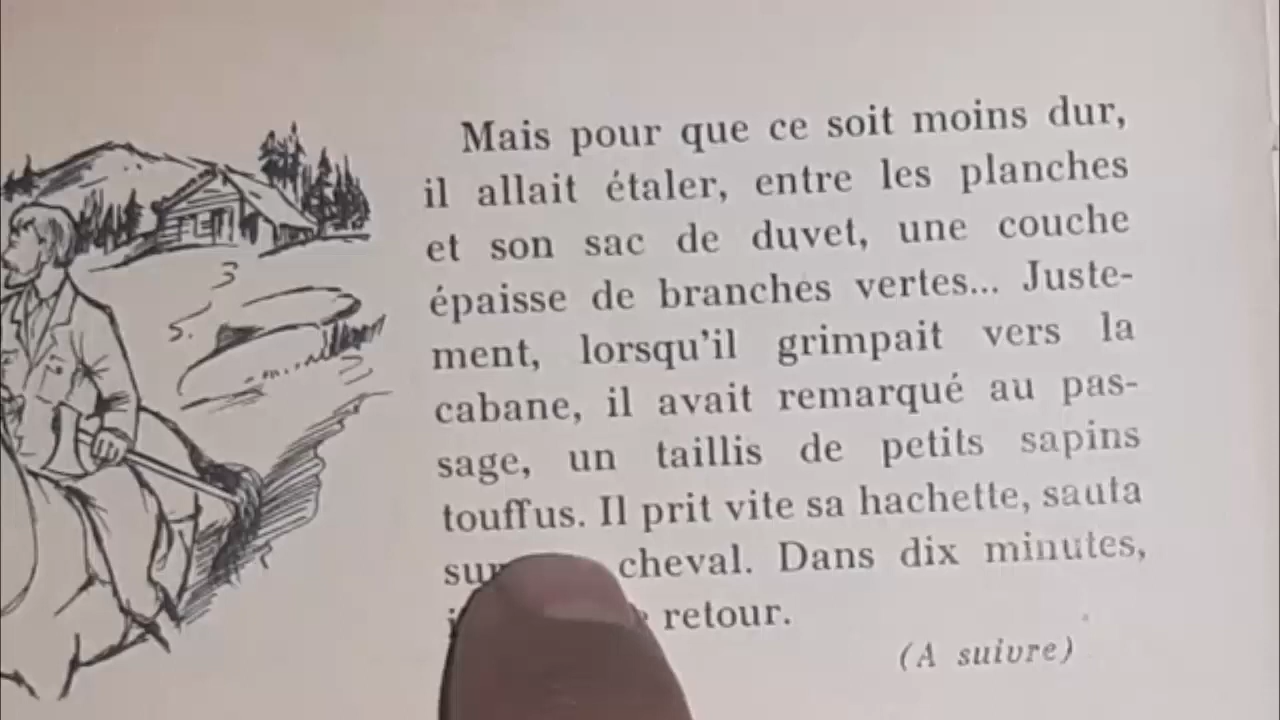 Mais pour que ce soit moins dur,
il allait étaler, entre les planches
et son sac de duvet, une couche
épaisse de branches vertes... Juste-
ment, lorsqu'il grimpait vers la
cabane, il avait remarqué au pas-
sage, un taillis de petits sapins
touffus. Il prit vite sa hachette, sauta
sur cheval. Dans dix minutes,
retour.
(A suivre)